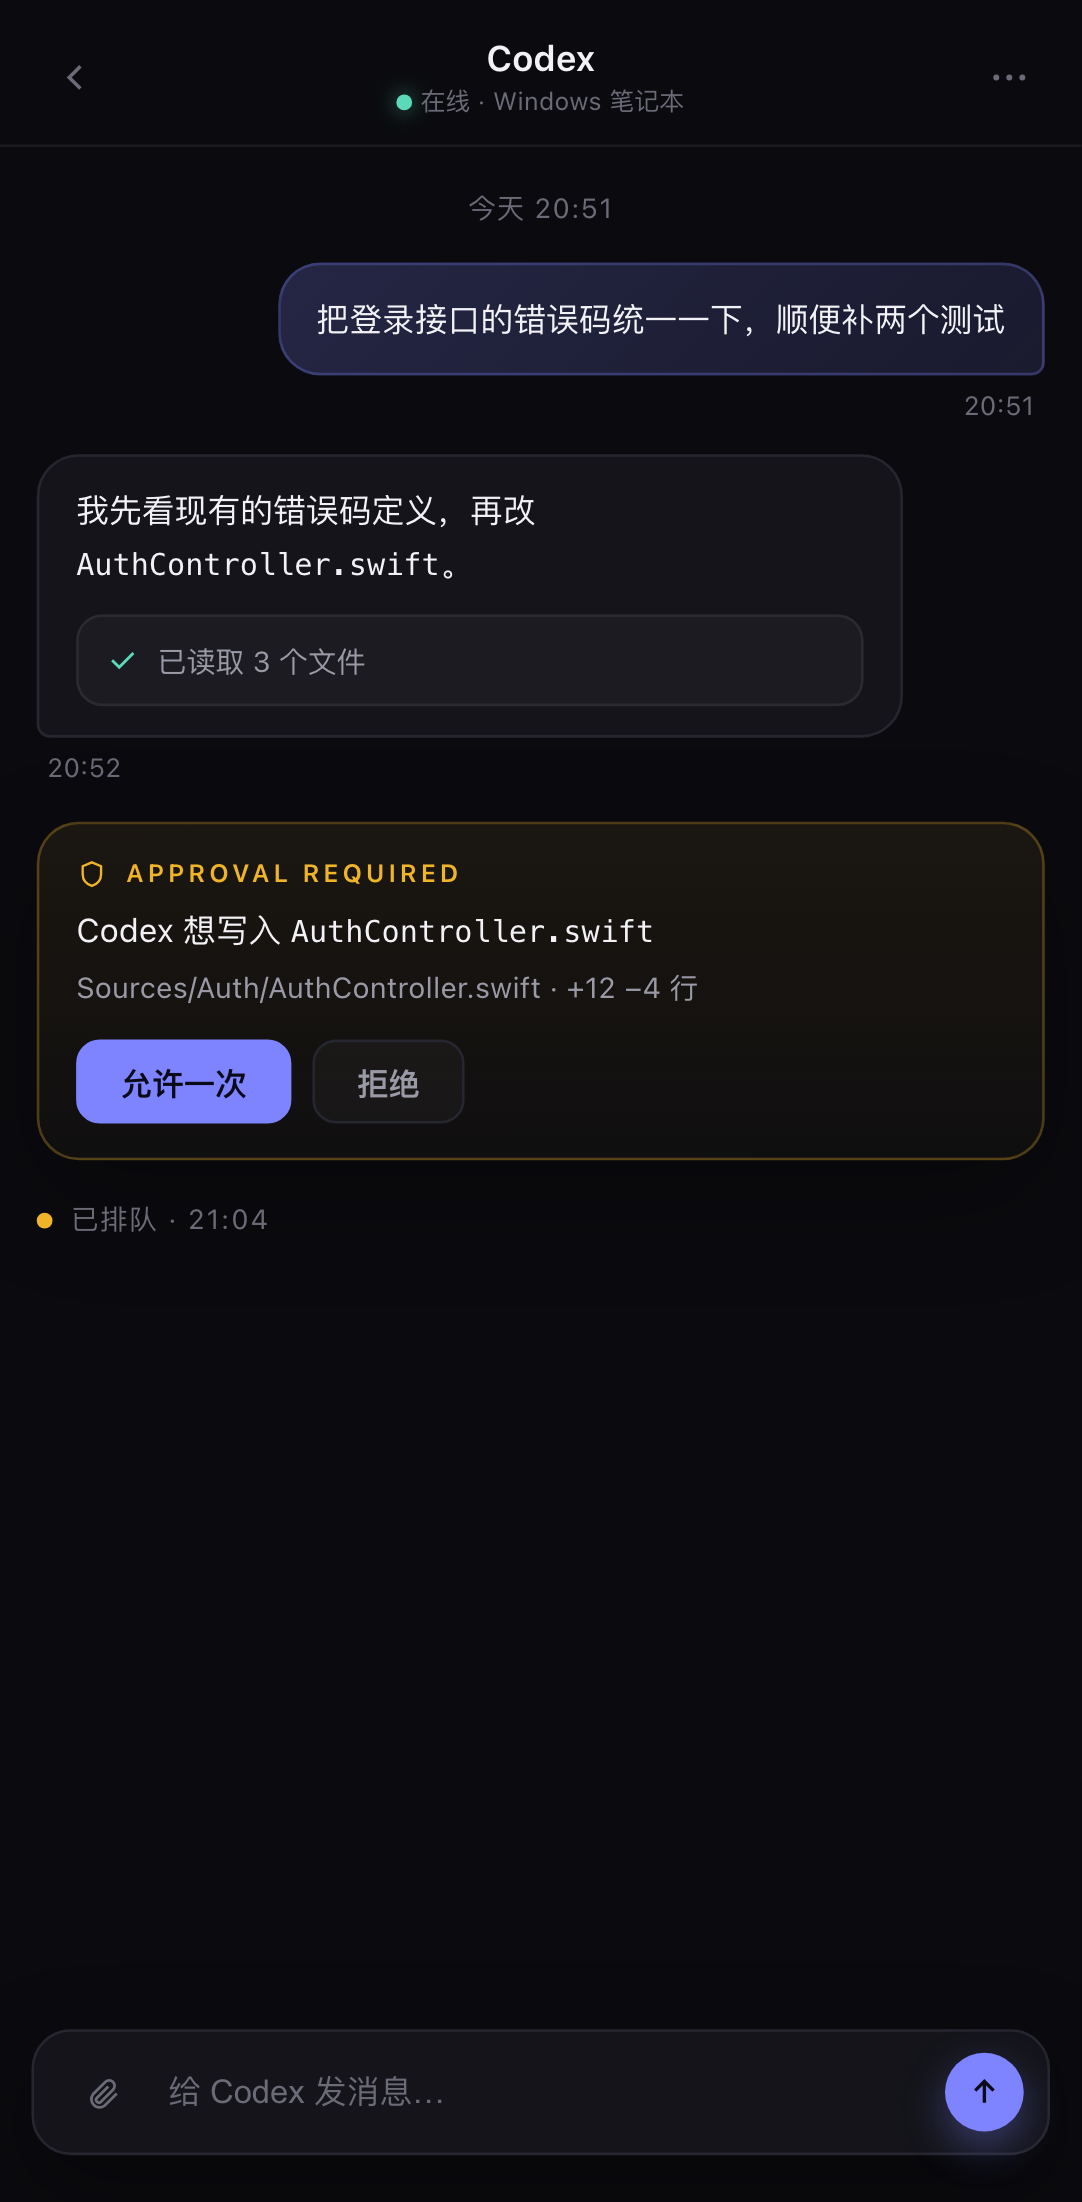 Codex
在线 · Windows 笔记本
今天 20:51
把登录接口的错误码统一一下，顺便补两个测试
20:51
我先看现有的错误码定义，再改
AuthController.swift。
已读取 3 个文件
20:52
APPROVAL REQUIRED
Codex 想写入 AuthController.swift
Sources/Auth/AuthController.swift · +12 −4 行
允许一次
拒绝
已排队 · 21:04
给 Codex 发消息…